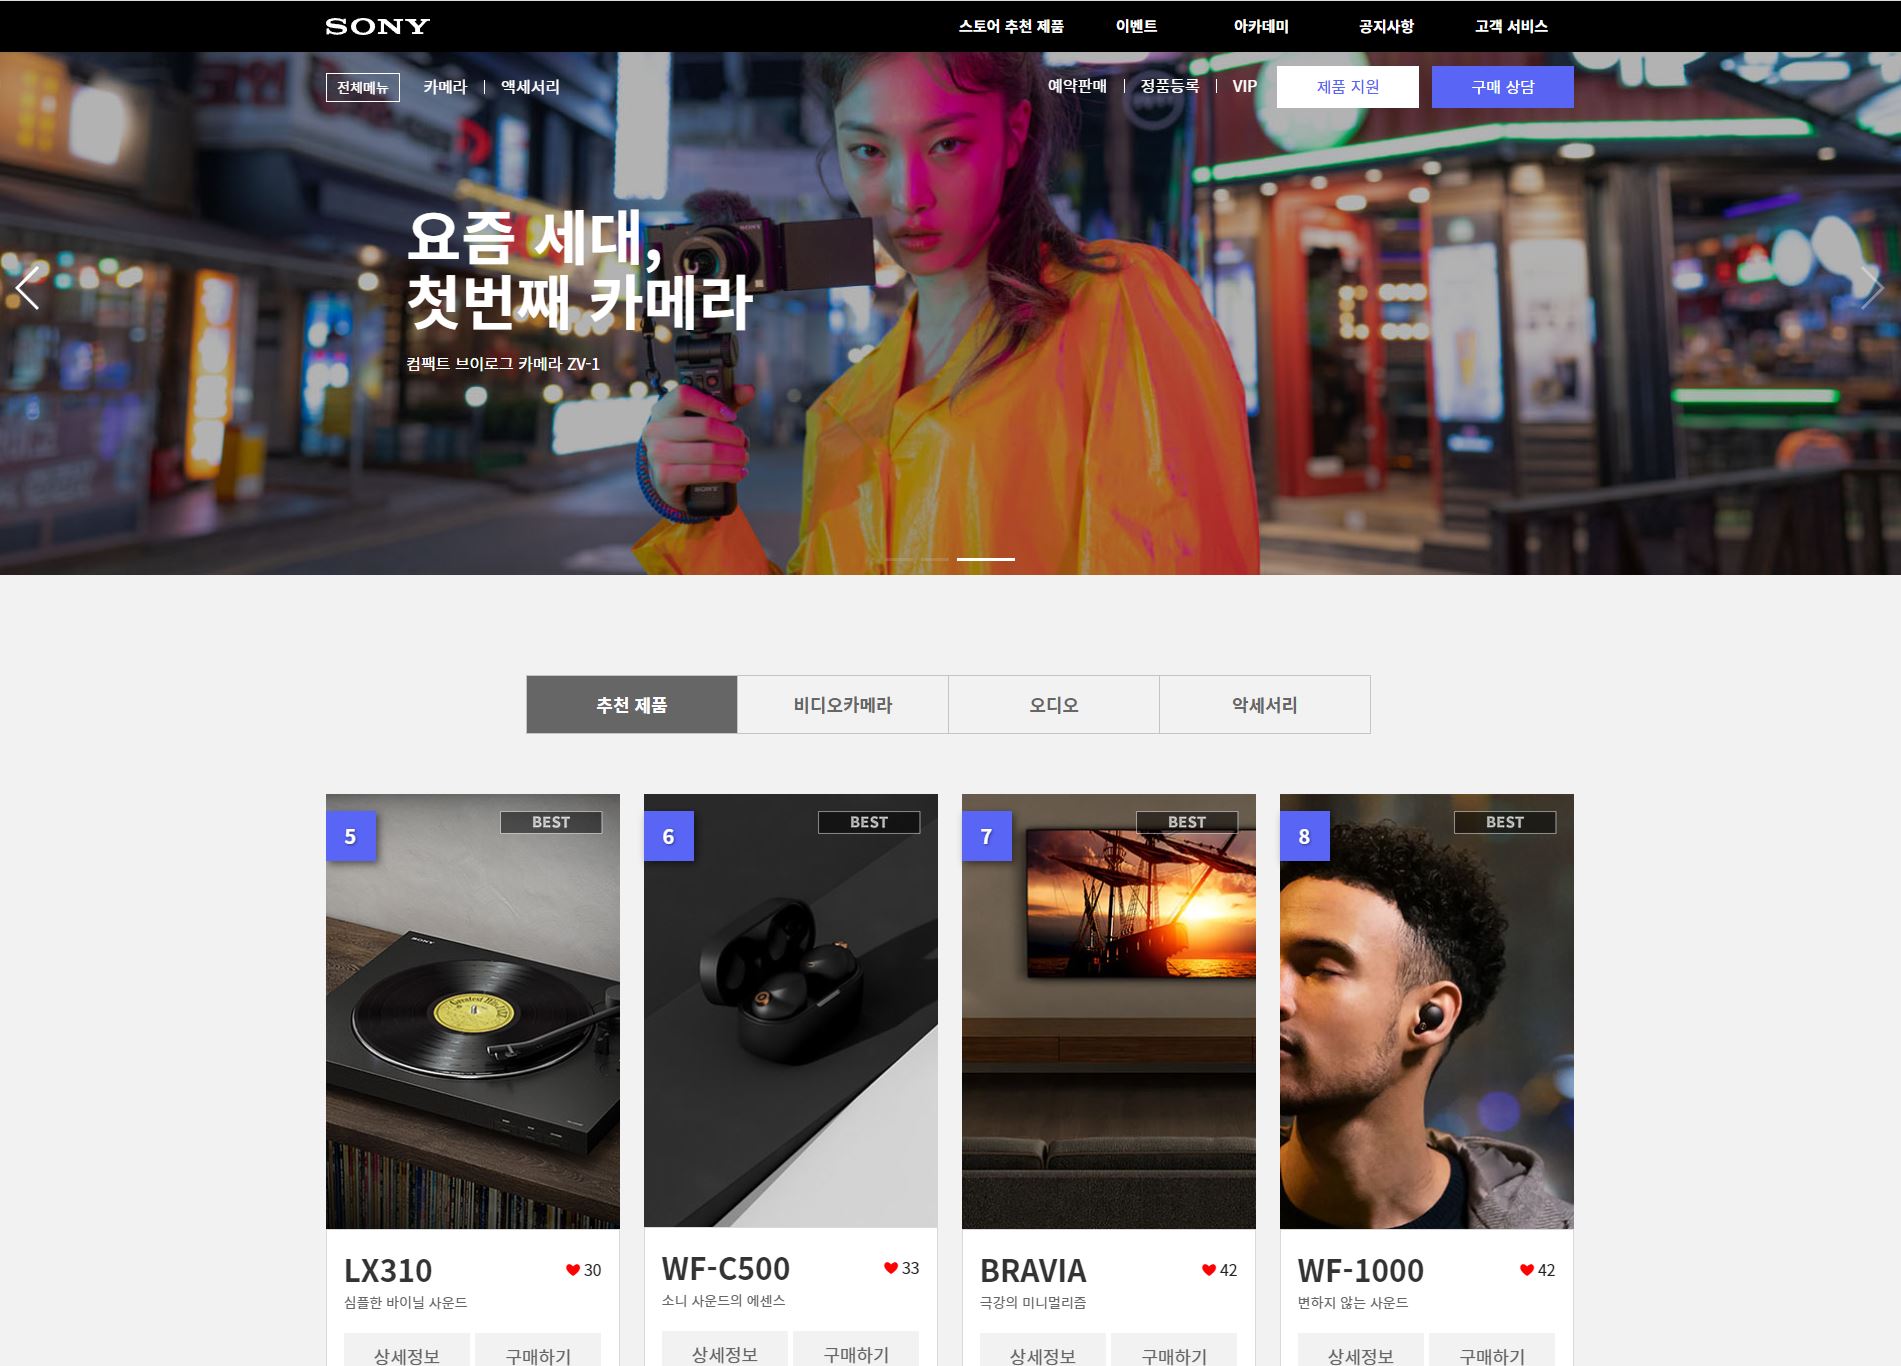 SONY
스토어 추천 제품
이벤트
아카데미
공지사항
고객 서비스
전체메뉴
카메라
액세서리
예약판매
정품등록
VIP
제품 지원
구매 상담
요즘 세대,
첫번째 카메라
컴팩트 브이로그 카메라 ZV-1
SONY
SONY
추천 제품
비디오카메라
오디오
악세서리
5
BEST
SONY
Greatest Hits
LX310
30
심플한 바이닐 사운드
상세정보
구매하기
6
BEST
WF-C500
33
소니 사운드의 에센스
상세정보
구매하기
7
BEST
BRAVIA
42
극강의 미니멀리즘
상세정보
구매하기
8
BEST
WF-1000
42
변하지 않는 사운드
상세정보
구매하기